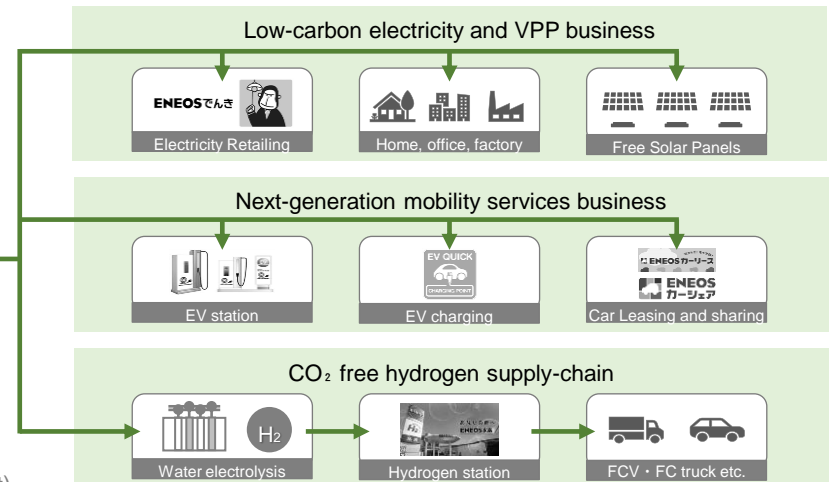 Low-carbon electricity and VPP business
ENEOSでんき
Electricity Retailing
Home, office, factory
Free Solar Panels
Next-generation mobility services business
EV QUICK
CHARGING POINT
ENEOSカーリース
ENEOS
カーシェア
EV station
EV charging
Car Leasing and sharing
CO₂ free hydrogen supply-chain
H₂
Water electrolysis
Hydrogen station
FCV・FC truck etc.